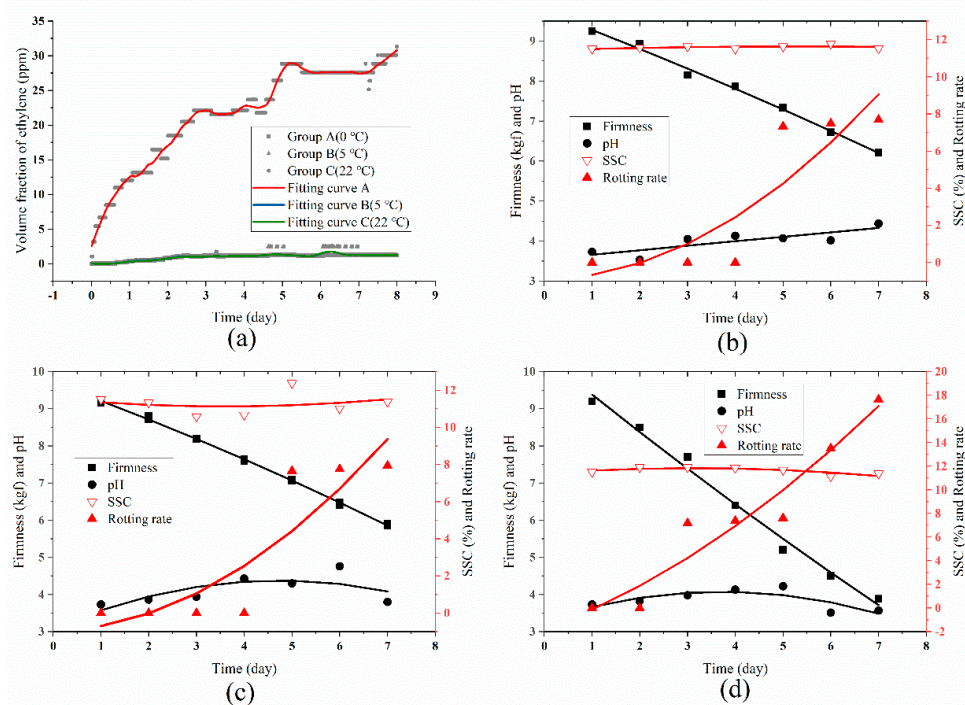 35
30
25
20
15
10
5
0
Volume fraction of ethylene (ppm)
Group A(0 °C)
Group B(5 °C)
Group C(22 °C)
Fitting curve A
Fitting curve B(5 °C)
Fitting curve C(22 °C)
-1 0 1 2 3 4 5 6 7 8 9
Time (day)
(a)
9
8
7
6
5
4
3
Firmness (kgf) and pH
Firmness
pH
SSC
Rotting rate
12
10
8
6
4
2
0
SSC (%) and Rotting rate
0 1 2 3 4 5 6 7 8
Time (day)
(b)
10
9
8
7
6
5
4
3
Firmness (kgf) and pH
Firmness
pH
SSC
Rotting rate
12
10
8
6
4
2
0
SSC (%) and Rotting rate
0 1 2 3 4 5 6 7 8
Time (day)
(c)
10
9
8
7
6
5
4
3
Firmness (kgf) and pH
Firmness
pH
SSC
Rotting rate
20
18
16
14
12
10
8
6
4
2
0
-2
SSC (%) and Rotting rate
0 1 2 3 4 5 6 7 8
Time (day)
(d)